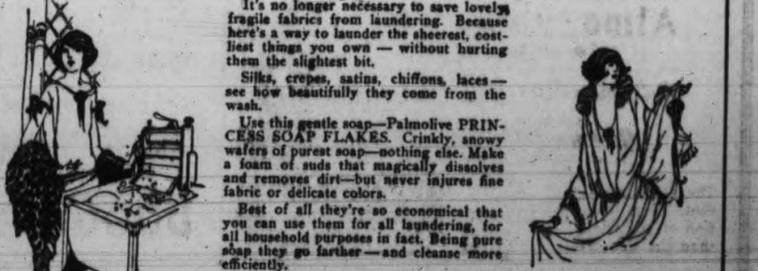 It's no longer necessary to save lovely,
fragile fabrics from laundering. Because
here's a way to launder the sheerest, cost-
liest things you own — without hurting
them the slightest bit.
Silks, crepes, satins, chiffons, laces —
see how beautifully they come from the
wash.
Use this gentle soap—Palmolive PRIN-
CESS SOAP FLAKES. Crinkly, snowy
wafers of purest soap—nothing else. Make
a foam of suds that magically dissolves
and removes dirt—but never injures fine
fabric or delicate colors.
Best of all they're so economical that
you can use them for all laundering, for
all household purposes in fact. Being pure
soap they go farther—and cleanse more
efficiently.